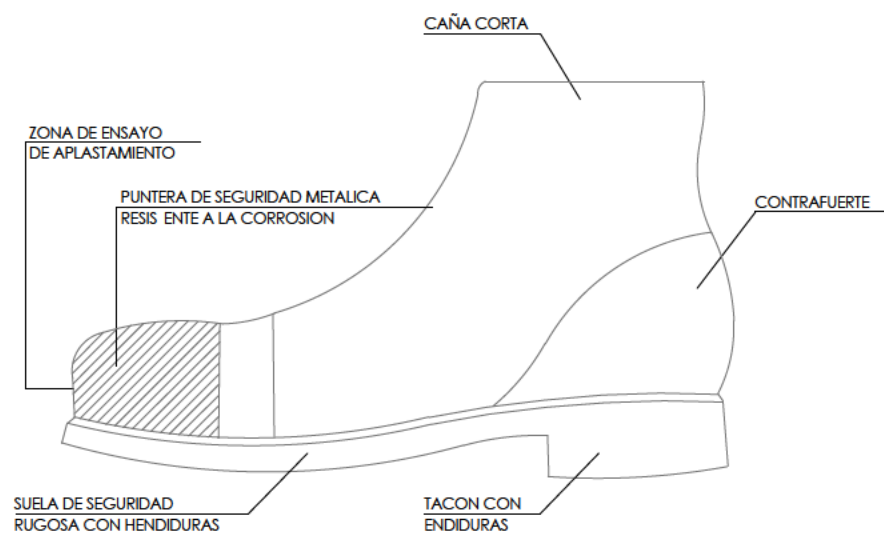 CAÑA CORTA
ZONA DE ENSAYO
DE APLASTAMIENTO
PUNTERA DE SEGURIDAD METALICA
RESIS ENTE A LA CORROSION
CONTRAFUERTE
SUELA DE SEGURIDAD
RUGOSA CON HENDIDURAS
TACON CON
ENDIDURAS